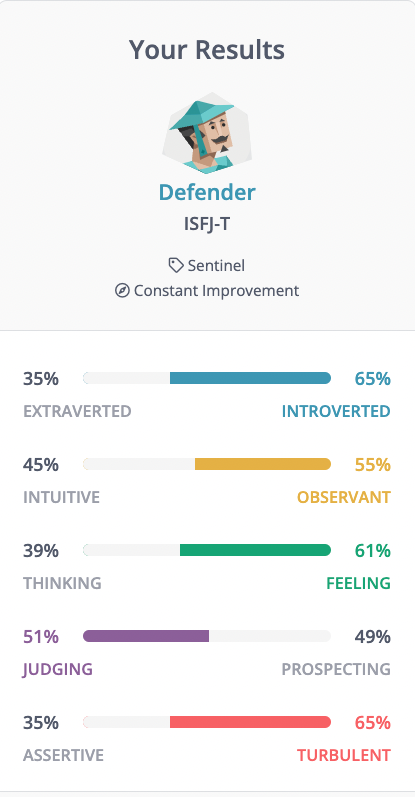 Your Results
Defender
ISFJ-T
Sentinel
Constant Improvement
35% 65%
EXTRAVERTED INTROVERTED
45% 55%
INTUITIVE OBSERVANT
39% 61%
THINKING FEELING
51% 49%
JUDGING PROSPECTING
35% 65%
ASSERTIVE TURBULENT